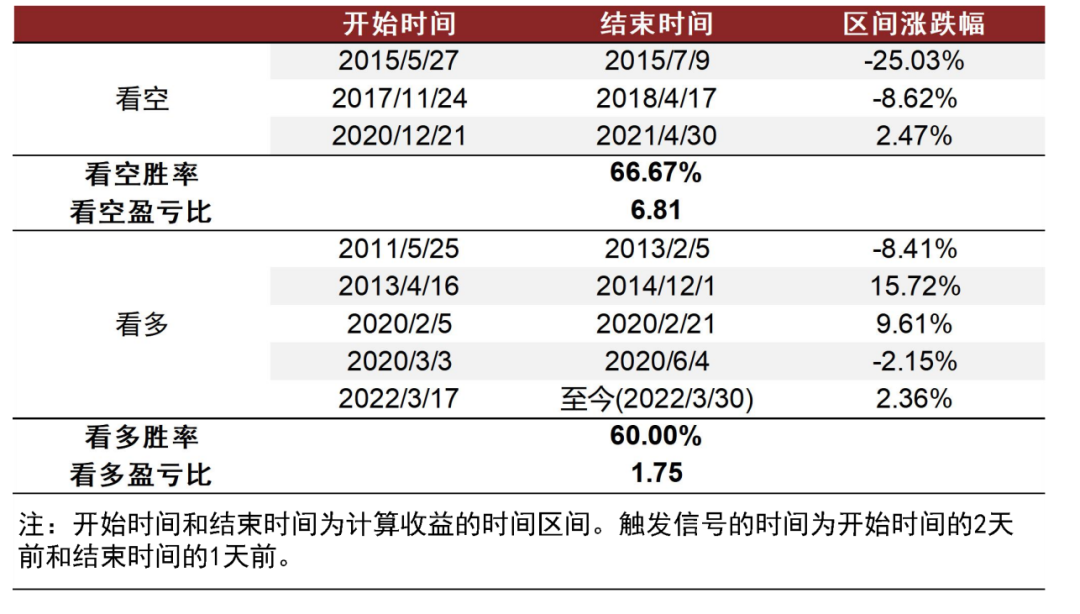 开始时间 结束时间 区间涨跌幅
2015/5/27 2015/7/9 -25.03%
看空 2017/11/24 2018/4/17 -8.62%
2020/12/21 2021/4/30 2.47%
看空胜率 66.67%
看空盈亏比 6.81
2011/5/25 2013/2/5 -8.41%
2013/4/16 2014/12/1 15.72%
看多 2020/2/5 2020/2/21 9.61%
2020/3/3 2020/6/4 -2.15%
2022/3/17 至今(2022/3/30) 2.36%
看多胜率 60.00%
看多盈亏比 1.75
注：开始时间和结束时间为计算收益的时间区间。触发信号的时间为开始时间的2天
前和结束时间的1天前。